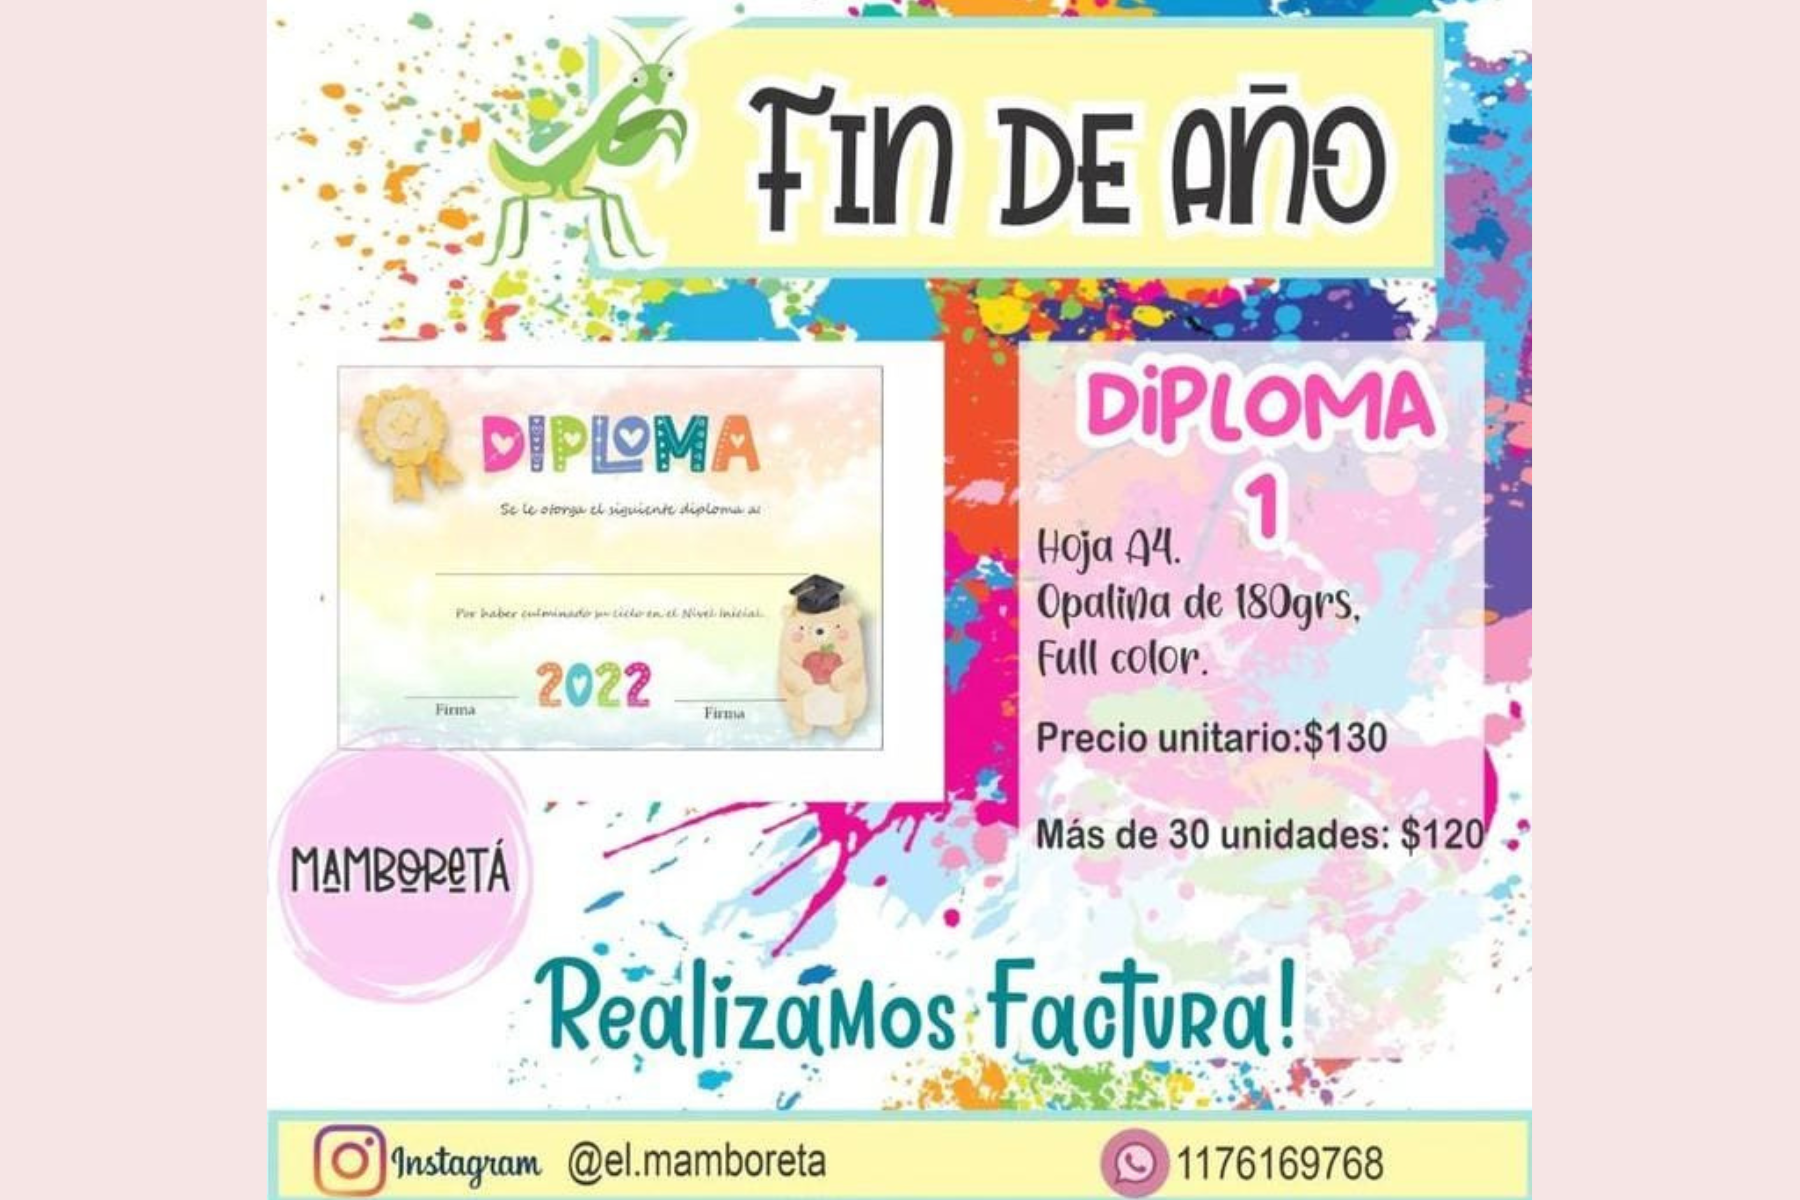 FIN DE AÑO
DIPLOMA
Se le otorga el siguiente diploma a:
Por haber culminado su ciclo en el Nivel Inicial.
2022
Firma
Firma
DiPLOMA
1
Hoja A4.
Opalina de 180grs,
Full color.
Precio unitario:$130
Más de 30 unidades: $120
MAMBORETÁ
Realizamos Factura!
Instagram @el.mamboreta
1176169768